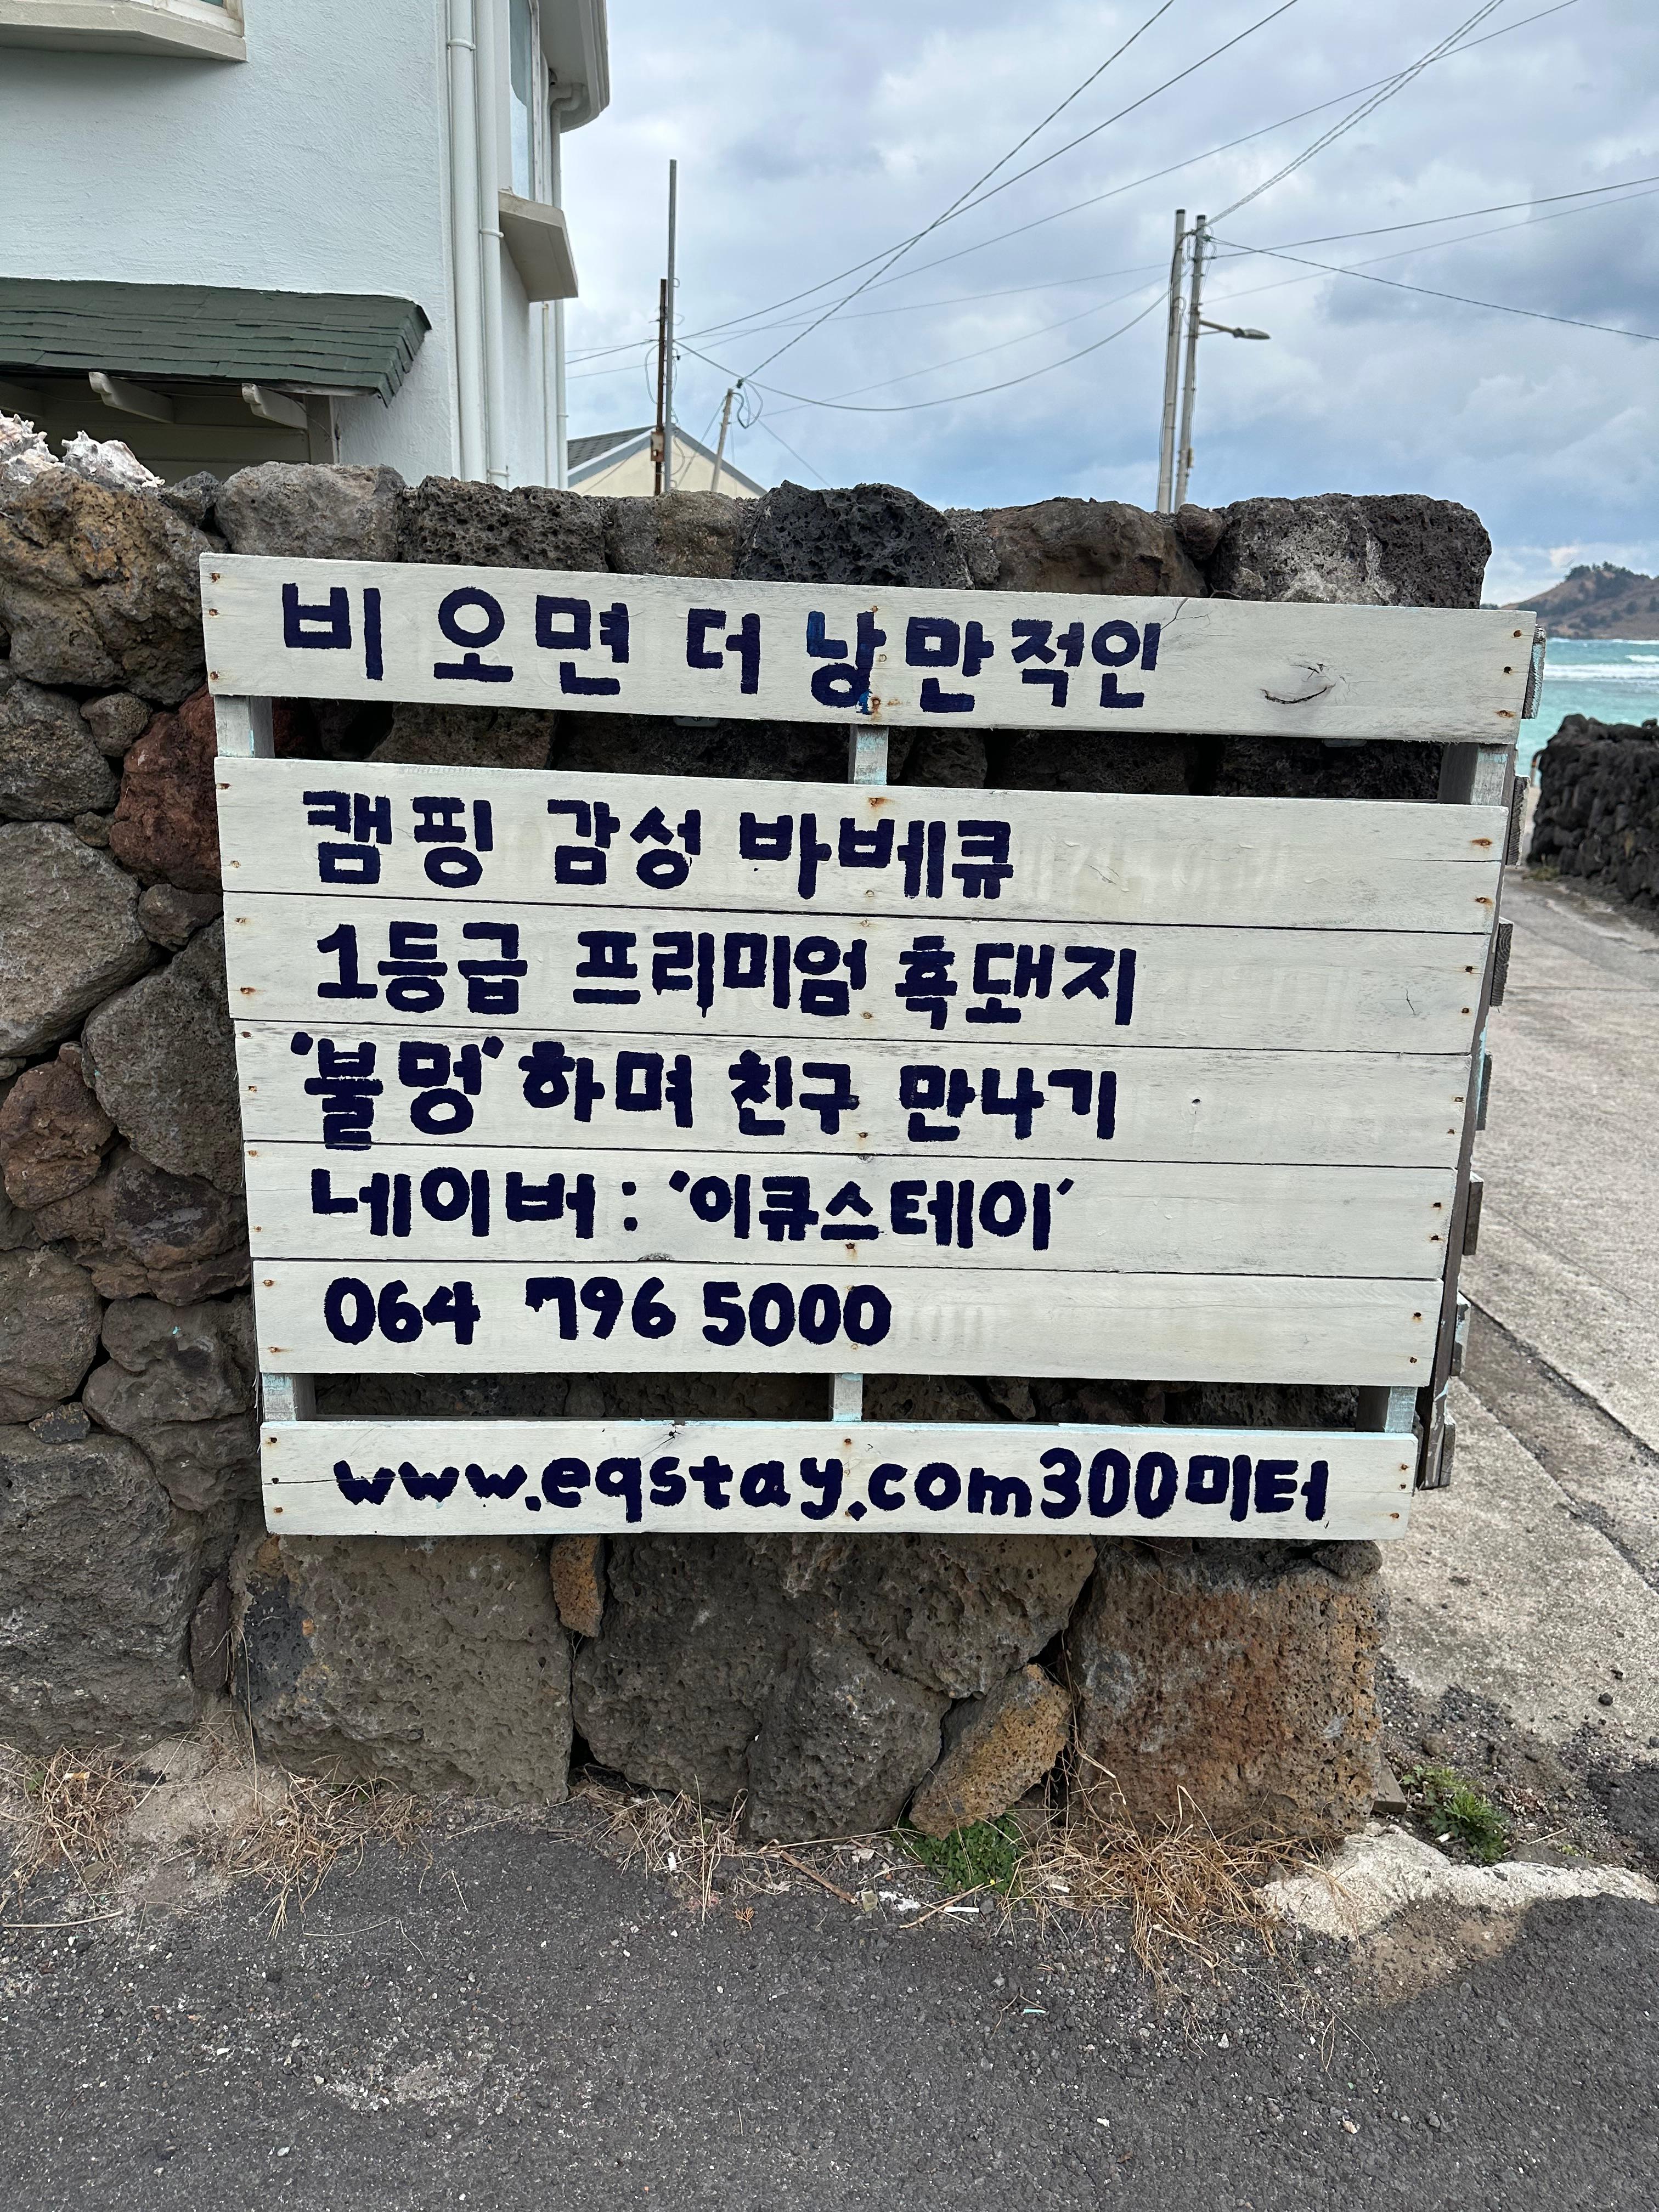 비 오면 더 낭만적인
캠핑 감성 바베큐
1등급 프리미엄 흑돼지
'불멍'하며 친구 만나기
네이버 : '이큐스테이'
064 796 5000
www.eqstay.com300미터